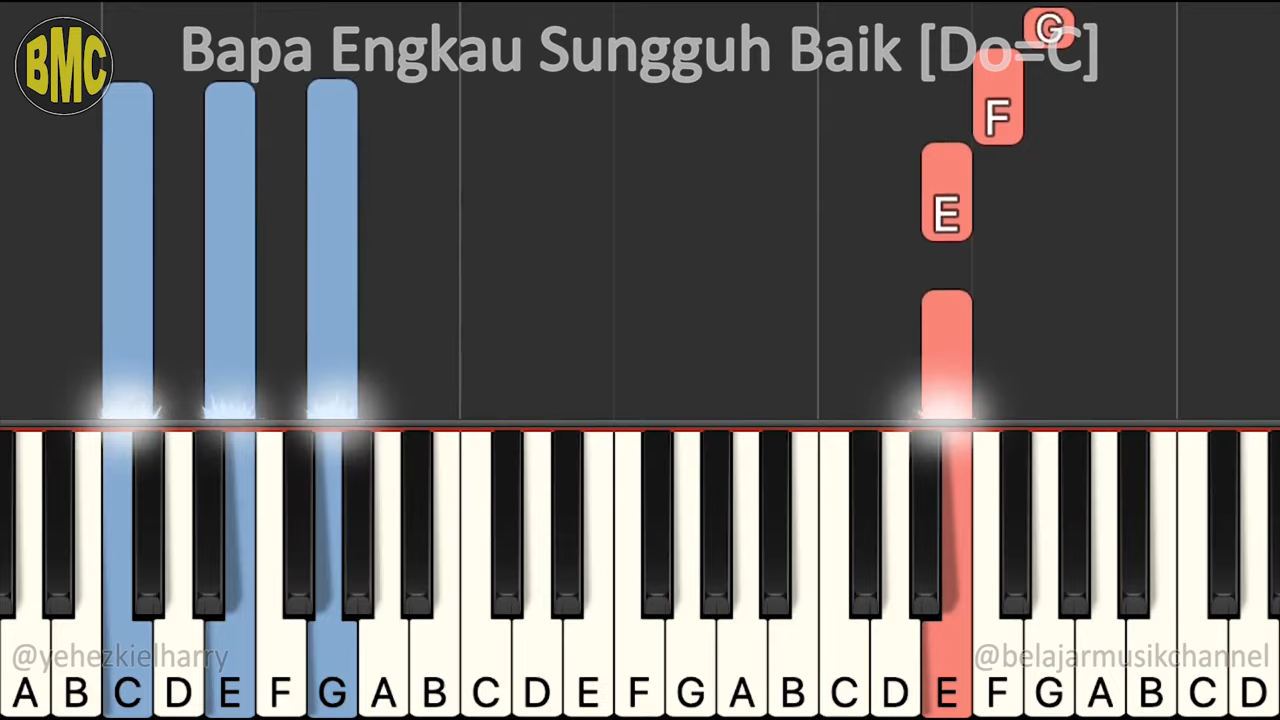 BMC
Bapa Engkau Sungguh Baik [Do=C]
G
F
E
@yehezkielharry
@belajarmusikchannel
A B C D E F G A B C D E F G A B C D E F G A B C D